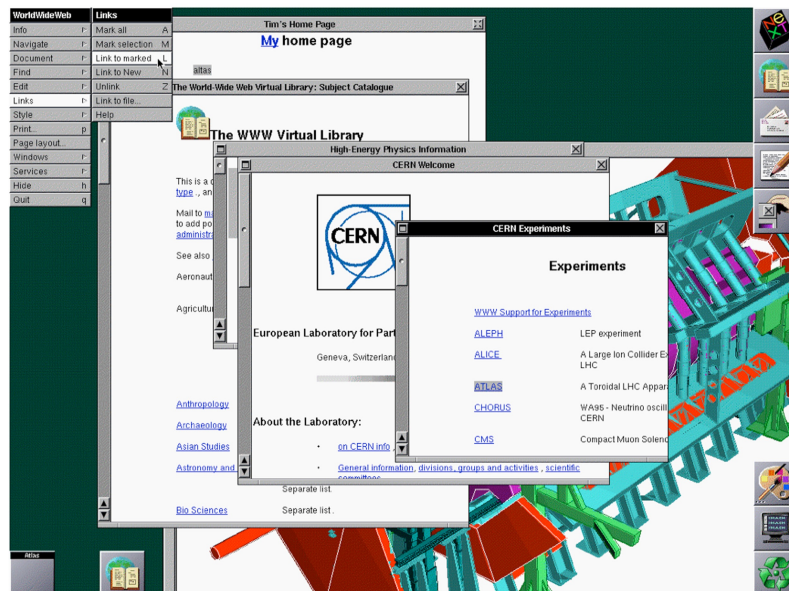 WorldWideWeb
Info
Navigate
Document
Find
Edit
Links
Style
Print... p
Page layout...
Windows
Services
Hide h
Quit q
Links
Mark all A
Mark selection M
Link to marked L
Link to New N
Unlink Z
Link to file...
Help
Tim's Home Page
My home page
atlas
The World-Wide Web Virtual Library: Subject Catalogue
The WWW Virtual Library
This is a
type ., an
Mail to
to add po
administra
See also
Aeronaut
Agricultu
Anthropology
Archaeology
Asian Studies
Astronomy and
Separate list.
Bio Sciences Separate list .
High-Energy Physics Information
CERN Welcome
CERN
European Laboratory for Part
Geneva, Switzerlan
About the Laboratory:
· on CERN info ,
· General information, divisions, groups and activities , scientific
committees
CERN Experiments
Experiments
WWW Support for Experiments
ALEPH LEP experiment
ALICE A Large Ion Collider Ex
LHC
ATLAS A Toroidal LHC Appar
CHORUS WA95 - Neutrino oscill
CERN
CMS Compact Muon Solenc
Atlas